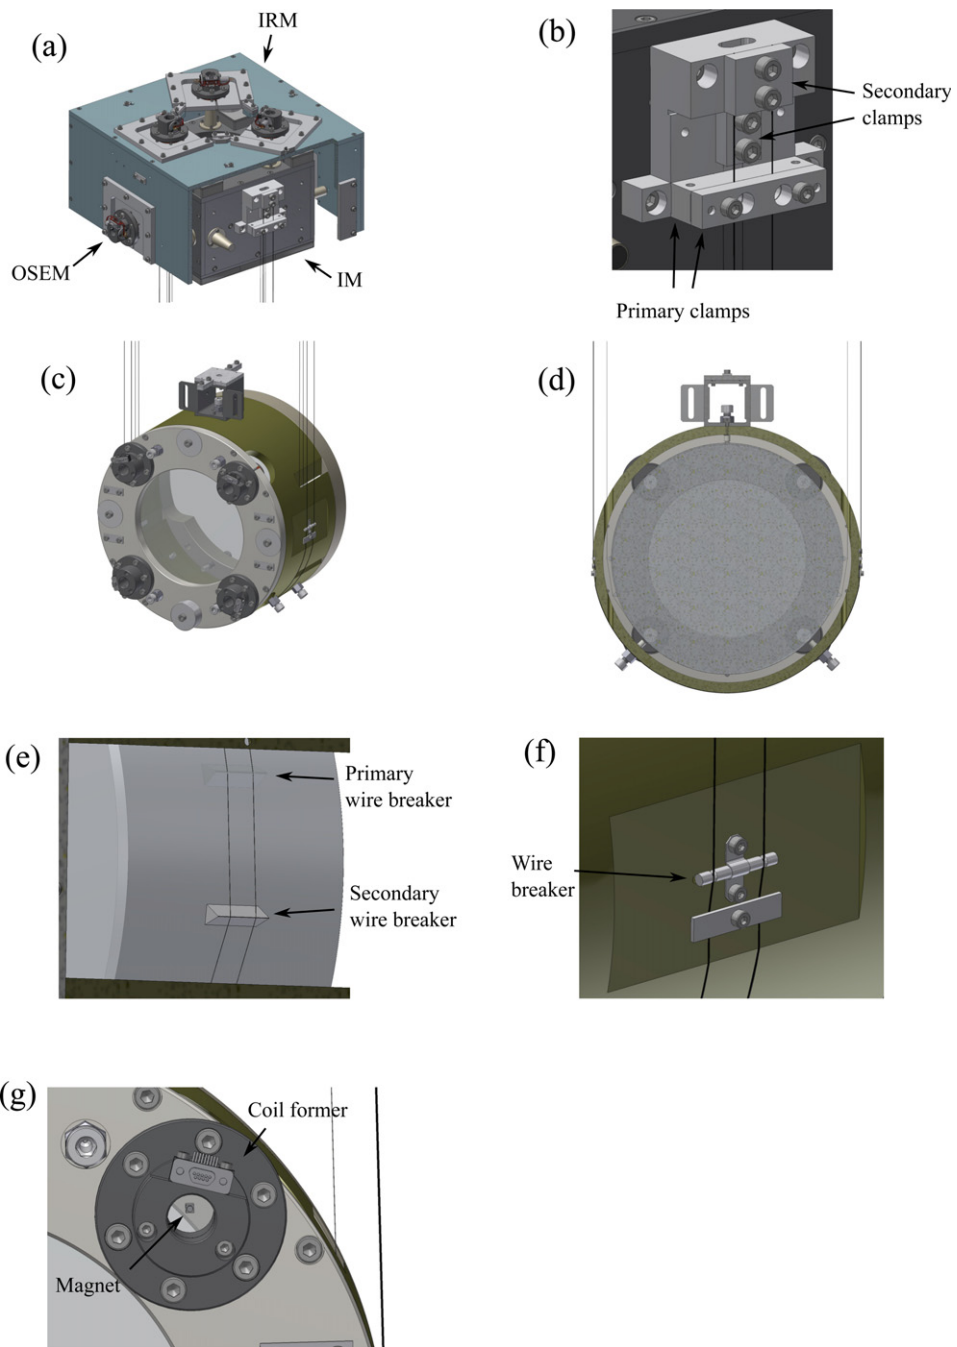 (a)
IRM
OSEM
IM
(b)
Secondary
clamps
Primary clamps
(c)
(d)
(e)
Primary
wire breaker
Secondary
wire breaker
(f)
Wire
breaker
(g)
Coil former
Magnet